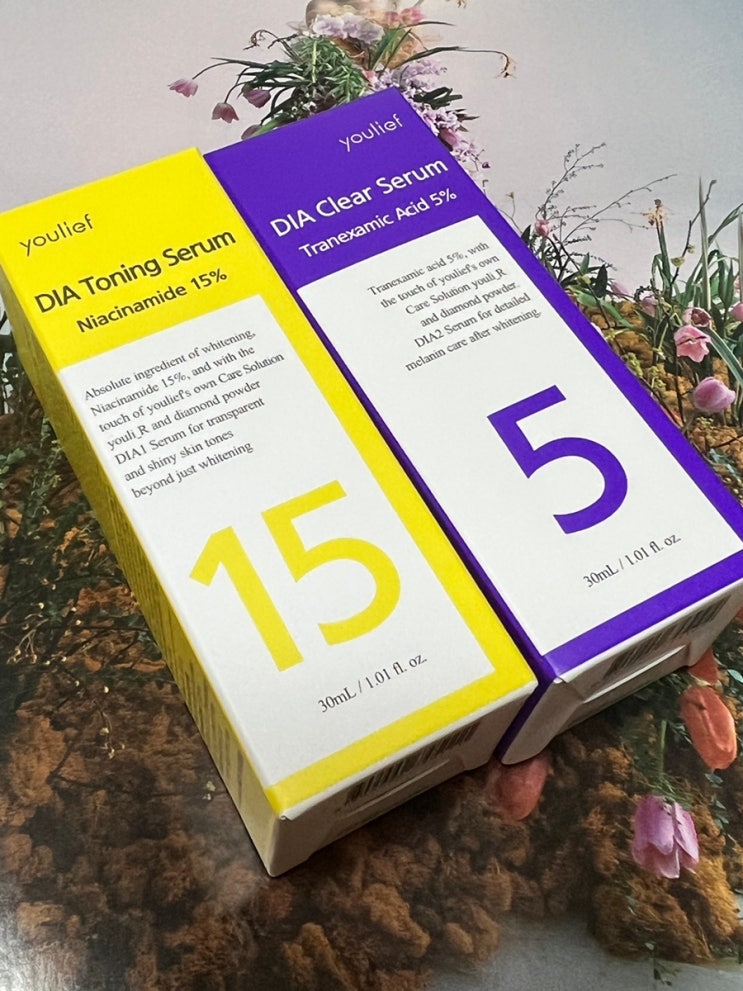 youlief
DIA Toning Serum
Niacinamide 15%
Absolute ingredient of whitening,
Niacinamide 15%, and with the
touch of youlief's own Care Solution
youli_R and diamond powder
DIA1 Serum for transparent
and shiny skin tones
beyond just whitening
15
30mL / 1.01 fl. oz.
youlief
DIA Clear Serum
Tranexamic Acid 5%
Tranexamic acid 5%, with
the touch of youlief's own
Care Solution youli_R
and diamond powder.
DIA2 Serum for detailed
melanin care after whitening.
5
30mL / 1.01 fl. oz.